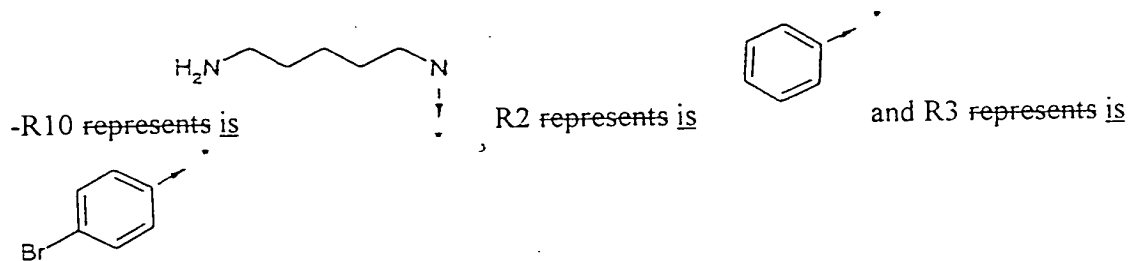 H₂N N
-R10 ~~represents~~ is , R2 ~~represents~~ is and R3 ~~represents~~ is
Br